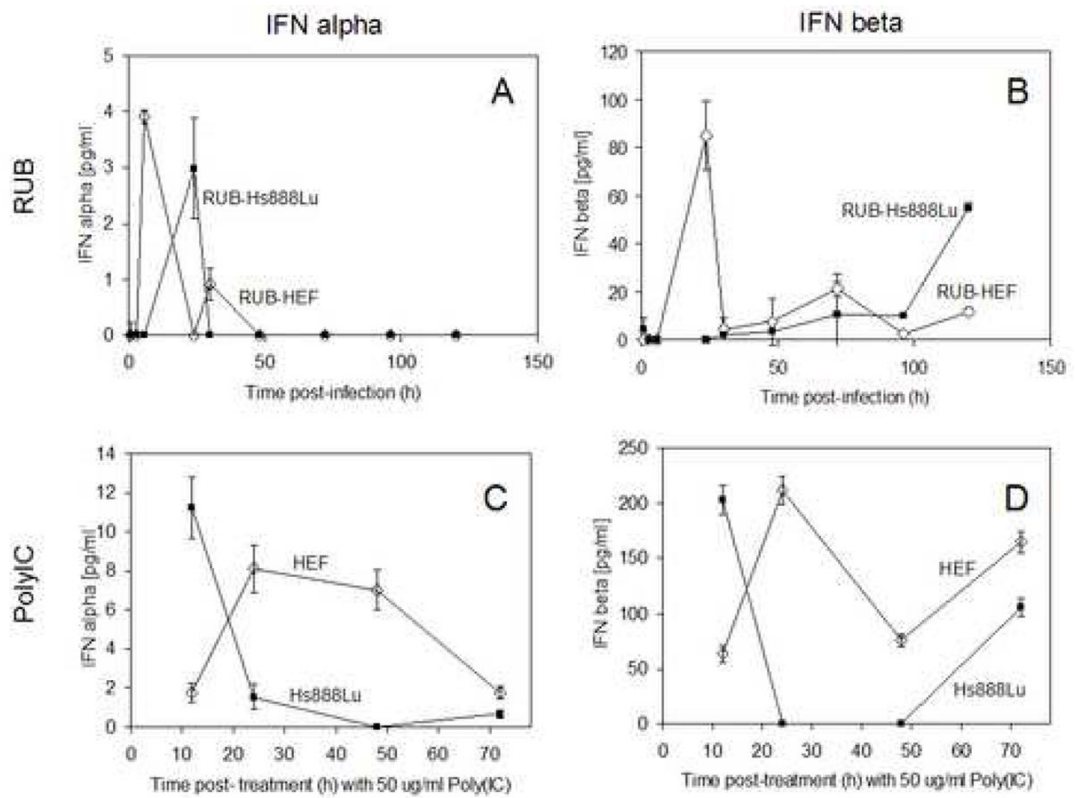 IFN alpha
IFN beta
RUB
A
5
4
3
2
1
0
IFN alpha [pg/ml]
RUB-Hs888Lu
RUB-HEF
0
50
100
150
Time post-infection (h)
B
120
100
80
60
40
20
0
IFN beta [pg/ml]
RUB-Hs888Lu
RUB-HEF
0
50
100
150
Time post-infection (h)
PolyIC
C
14
12
10
8
6
4
2
0
IFN alpha [pg/ml]
HEF
Hs888Lu
0 10 20 30 40 50 60 70
Time post- treatment (h) with 50 ug/ml Poly(IC)
D
250
200
150
100
50
0
IFN beta [pg/ml]
HEF
Hs888Lu
0 10 20 30 40 50 60 70
Time post-treatment (h) with 50 ug/ml Poly(IC)